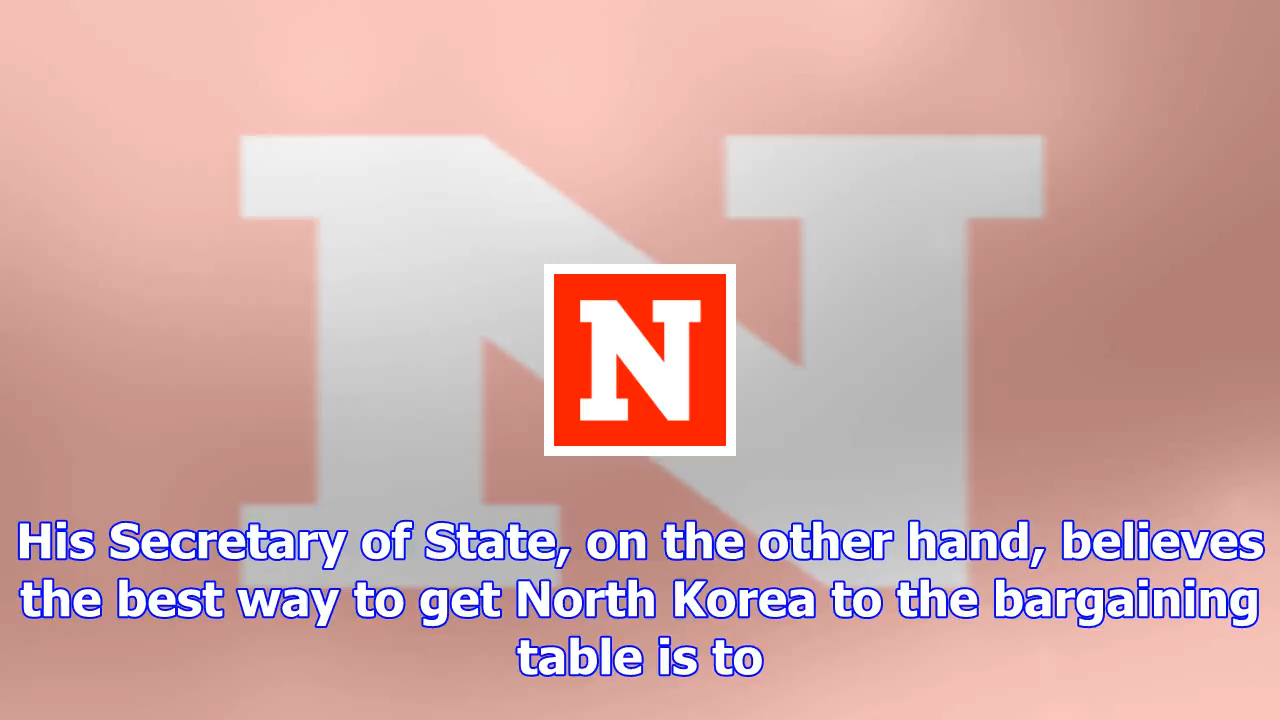 N
N
His Secretary of State, on the other hand, believes
the best way to get North Korea to the bargaining
table is to